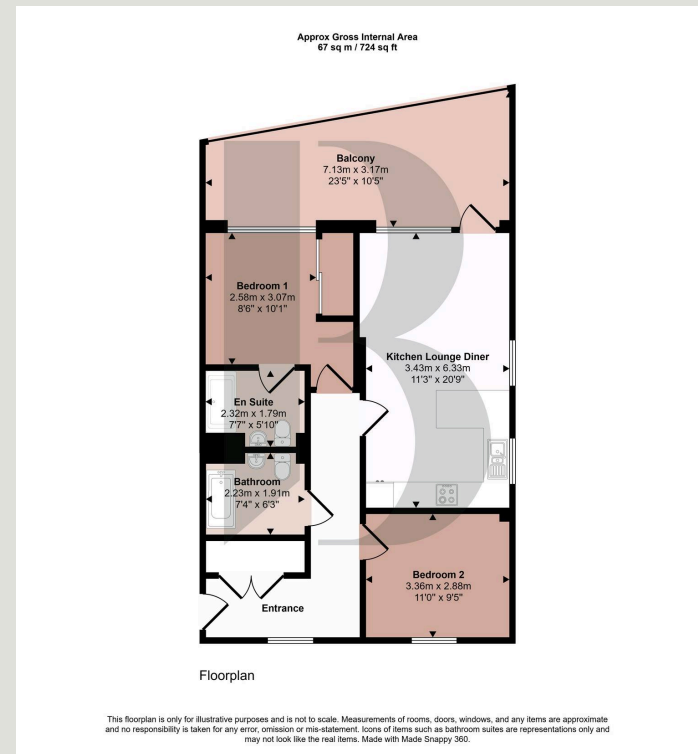 Approx Gross Internal Area
67 sq m / 724 sq ft
Balcony
7.13m x 3.17m
23'5" x 10'5"
Bedroom 1
2.58m x 3.07m
8'6" x 10'1"
Kitchen Lounge Diner
3.43m x 6.33m
11'3" x 20'9"
En Suite
2.32m x 1.79m
7'7" x 5'10"
Bathroom
2.23m x 1.91m
7'4" x 6'3"
Bedroom 2
3.36m x 2.88m
11'0" x 9'5"
Entrance
Floorplan
This floorplan is only for illustrative purposes and is not to scale. Measurements of rooms, doors, windows, and any items are approximate
and no responsibility is taken for any error, omission or mis-statement. Icons of items such as bathroom suites are representations only and
may not look like the real items. Made with Made Snappy 360.